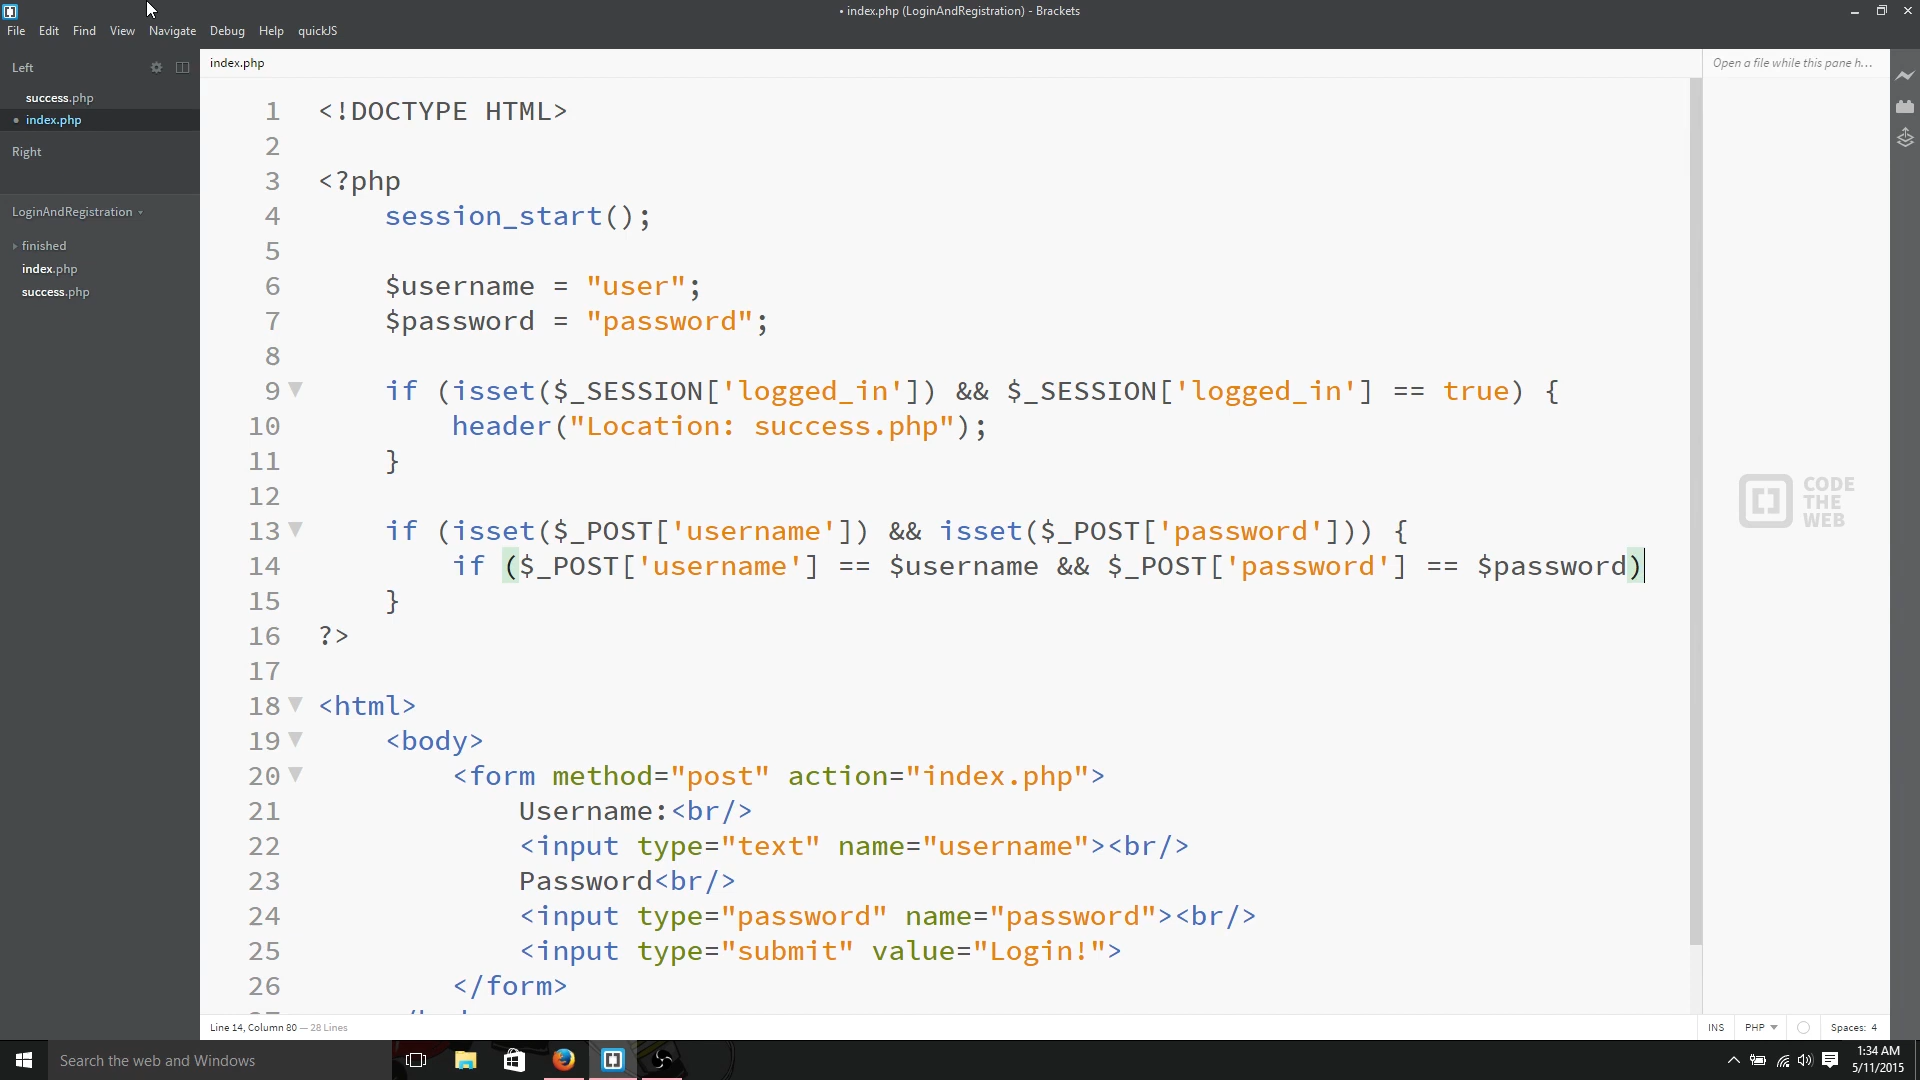 • index.php (LoginAndRegistration) - Brackets
File Edit Find View Navigate Debug Help quickJS
Left
success.php
• index.php
Right
LoginAndRegistration
finished
index.php
success.php
index.php
Open a file while this pane h...
1 <!DOCTYPE HTML>
2
3 <?php
4     session_start();
5
6     $username = "user";
7     $password = "password";
8
9     if (isset($_SESSION['logged_in']) && $_SESSION['logged_in'] == true) {
10         header("Location: success.php");
11     }
12
13     if (isset($_POST['username']) && isset($_POST['password'])) {
14         if ($_POST['username'] == $username && $_POST['password'] == $password)
15     }
16 ?>
17
18 <html>
19     <body>
20         <form method="post" action="index.php">
21             Username:<br/>
22             <input type="text" name="username"><br/>
23             Password<br/>
24             <input type="password" name="password"><br/>
25             <input type="submit" value="Login!">
26         </form>
CODE
THE
WEB
Line 14, Column 80 — 28 Lines
INS PHP Spaces: 4
Search the web and Windows
1:34 AM
5/11/2015